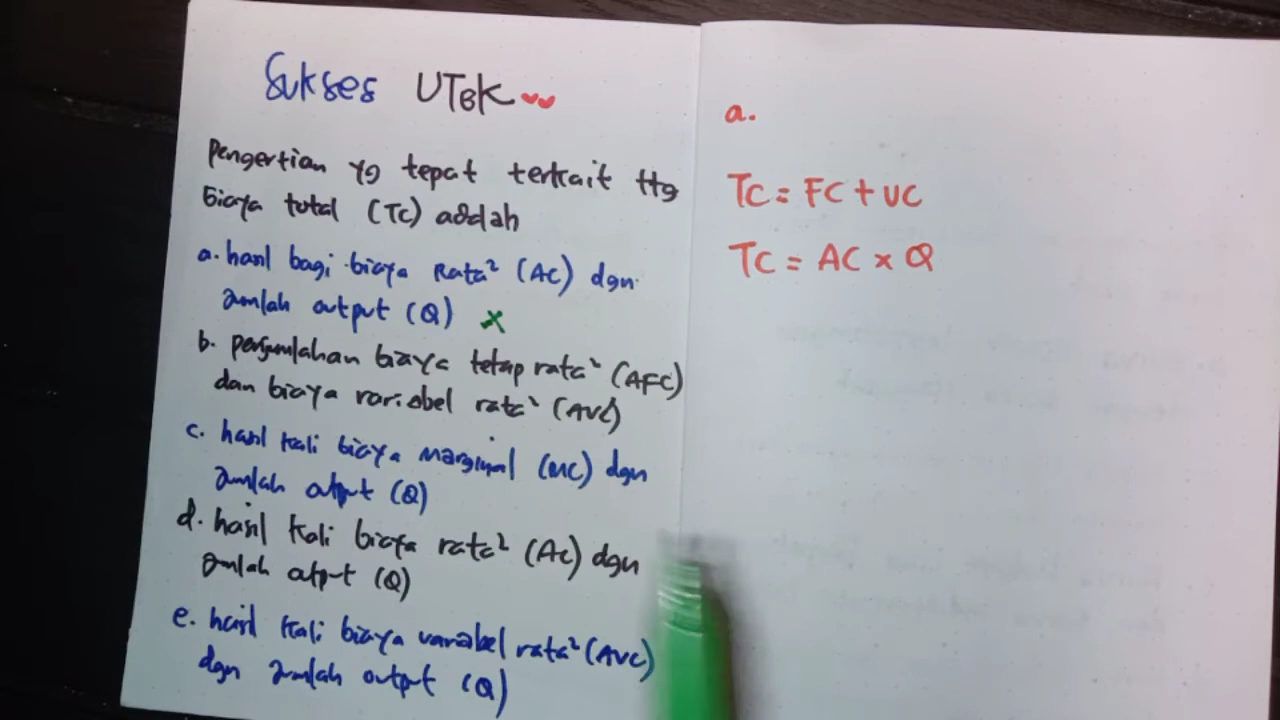 Sukses UTBK
Pengertian yg tepat terkait ttg
biaya total (TC) adalah
a. hasil bagi biaya rata² (AC) dgn
jumlah output (Q) x
b. penjumlahan biaya tetap rata² (AFC)
dan biaya variabel rata² (AVC)
c. hasil kali biaya marginal (MC) dgn
jumlah output (Q)
d. hasil kali biaya rata² (AC) dgn
jumlah output (Q)
e. hasil kali biaya variabel rata² (AVC)
dgn jumlah output (Q)
a.
TC = FC + VC
TC = AC x Q